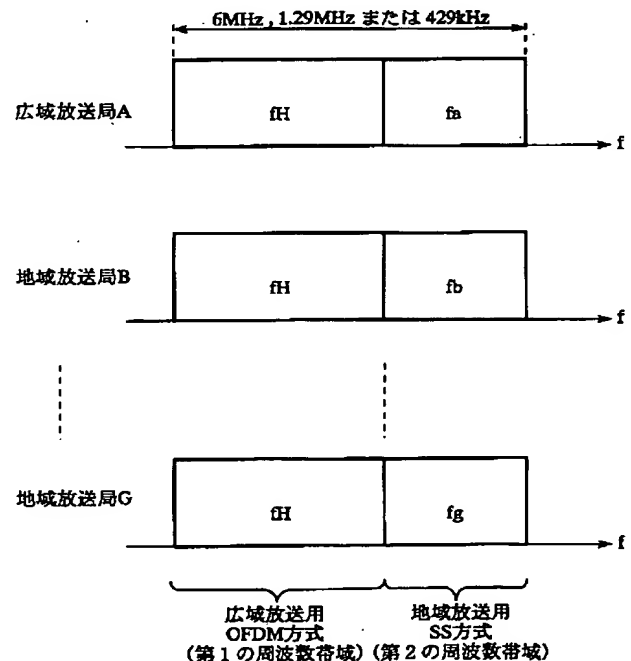 6MHz , 1.29MHz または 429kHz
広域放送局A
fH
fa
f
地域放送局B
fH
fb
f
地域放送局G
fH
fg
f
広域放送用
OFDM方式
(第1の周波数帯域)
地域放送用
SS方式
(第2の周波数帯域)